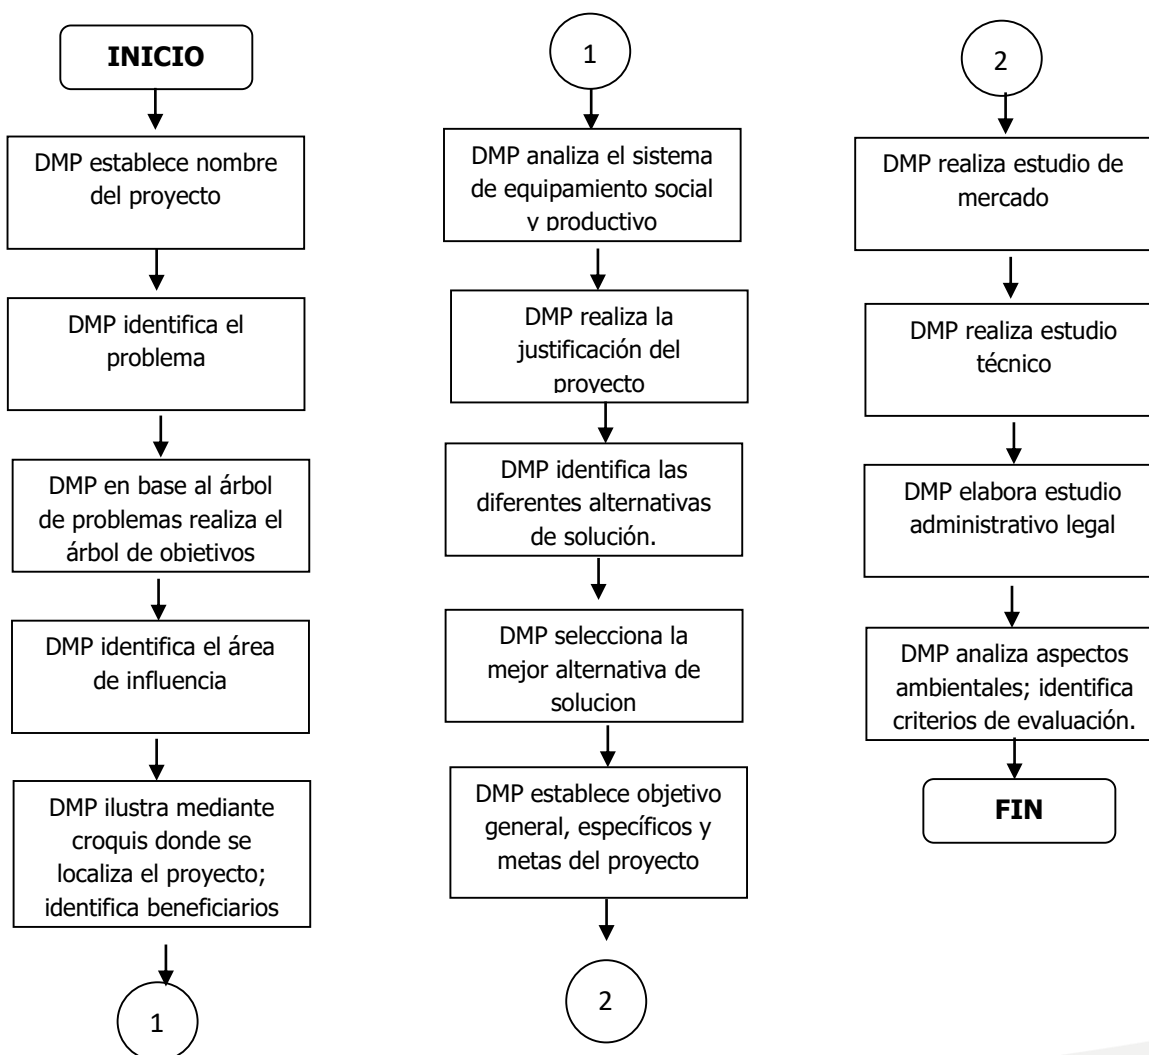 INICIO
DMP establece nombre
del proyecto
DMP identifica el
problema
DMP en base al árbol
de problemas realiza el
árbol de objetivos
DMP identifica el área
de influencia
DMP ilustra mediante
croquis donde se
localiza el proyecto;
identifica beneficiarios
1
1
DMP analiza el sistema
de equipamiento social
y productivo
DMP realiza la
justificación del
proyecto
DMP identifica las
diferentes alternativas
de solución.
DMP selecciona la
mejor alternativa de
solucion
DMP establece objetivo
general, específicos y
metas del proyecto
2
2
DMP realiza estudio de
mercado
DMP realiza estudio
técnico
DMP elabora estudio
administrativo legal
DMP analiza aspectos
ambientales; identifica
criterios de evaluación.
FIN